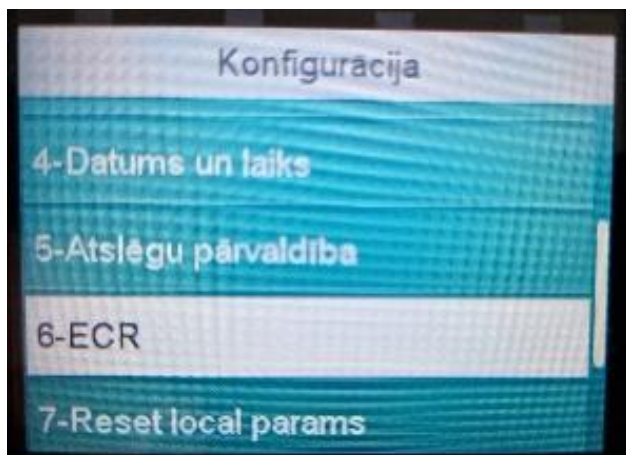 Konfigurācija
4-Datums un laiks
5-Atslēgu pārvaldība
6-ECR
7-Reset local params